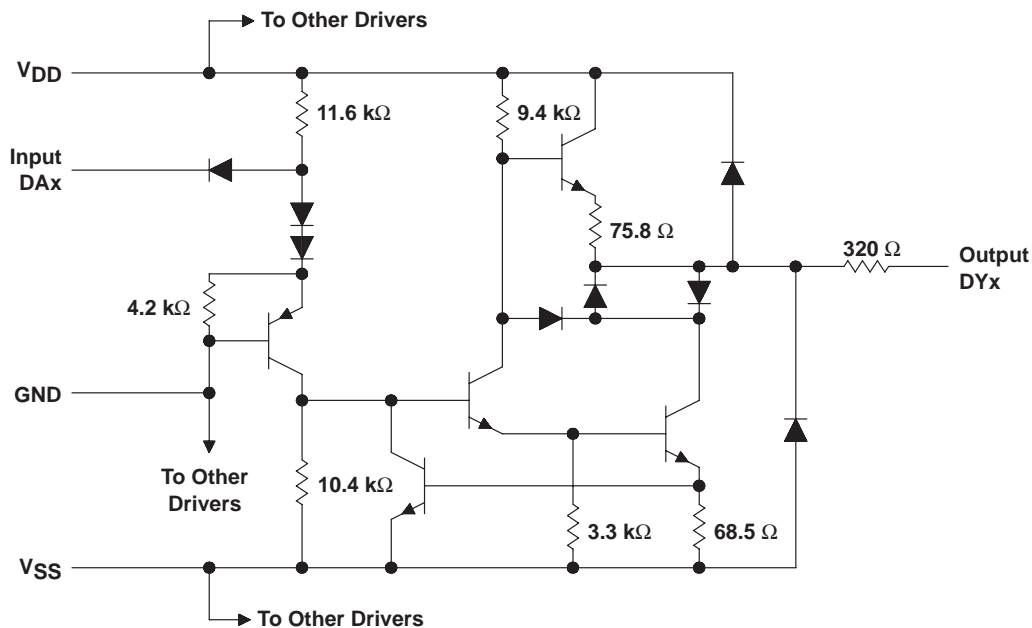 To Other Drivers
VDD
11.6 kΩ
9.4 kΩ
Input
DAx
75.8 Ω
320 Ω
Output
DYx
4.2 kΩ
GND
To Other
Drivers
10.4 kΩ
3.3 kΩ
68.5 Ω
VSS
To Other Drivers